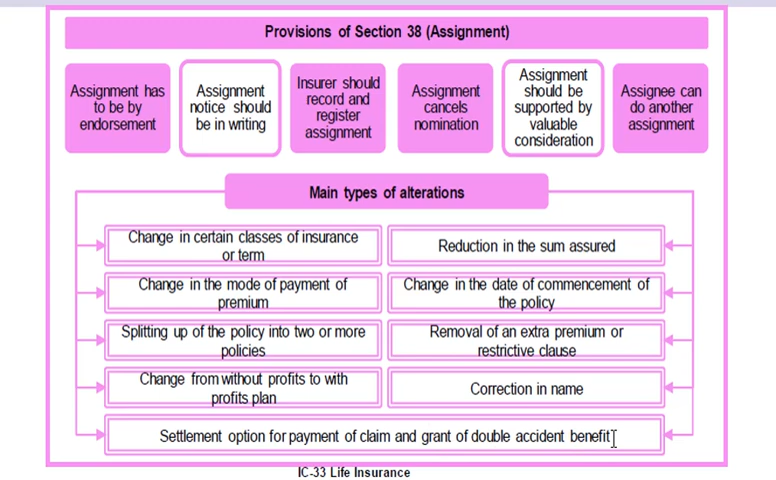 Provisions of Section 38 (Assignment)
Assignment has
to be by
endorsement
Assignment
notice should
be in writing
Insurer should
record and
register
assignment
Assignment
cancels
nomination
Assignment
should be
supported by
valuable
consideration
Assignee can
do another
assignment
Main types of alterations
Change in certain classes of insurance
or term
Reduction in the sum assured
Change in the mode of payment of
premium
Change in the date of commencement of
the policy
Splitting up of the policy into two or more
policies
Removal of an extra premium or
restrictive clause
Change from without profits to with
profits plan
Correction in name
Settlement option for payment of claim and grant of double accident benefit
IC-33 Life Insurance